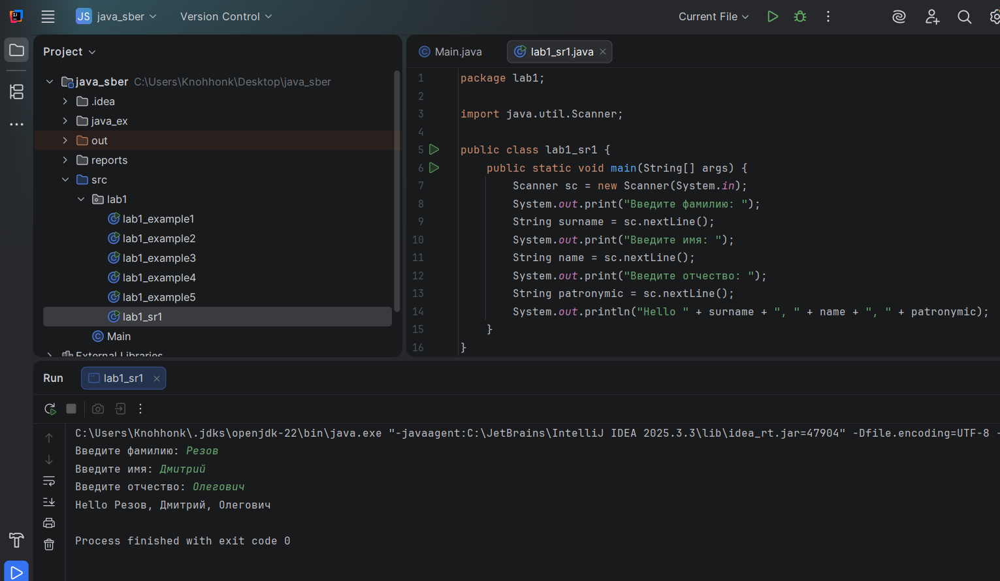 JS java_sber Version Control Current File
Project
java_sber C:\Users\Knohhonk\Desktop\java_sber
.idea
java_ex
out
reports
src
lab1
lab1_example1
lab1_example2
lab1_example3
lab1_example4
lab1_example5
lab1_sr1
Main
External Libraries
Main.java lab1_sr1.java
1 package lab1;
2
3 import java.util.Scanner;
4
5 public class lab1_sr1 {
6 public static void main(String[] args) {
7 Scanner sc = new Scanner(System.in);
8 System.out.print("Введите фамилию: ");
9 String surname = sc.nextLine();
10 System.out.print("Введите имя: ");
11 String name = sc.nextLine();
12 System.out.print("Введите отчество: ");
13 String patronymic = sc.nextLine();
14 System.out.println("Hello " + surname + ", " + name + ", " + patronymic);
15 }
16 }
Run lab1_sr1
C:\Users\Knohhonk\.jdks\openjdk-22\bin\java.exe "-javaagent:C:\JetBrains\IntelliJ IDEA 2025.3.3\lib\idea_rt.jar=47904" -Dfile.encoding=UTF-8 -
Введите фамилию: Резов
Введите имя: Дмитрий
Введите отчество: Олегович
Hello Резов, Дмитрий, Олегович
Process finished with exit code 0